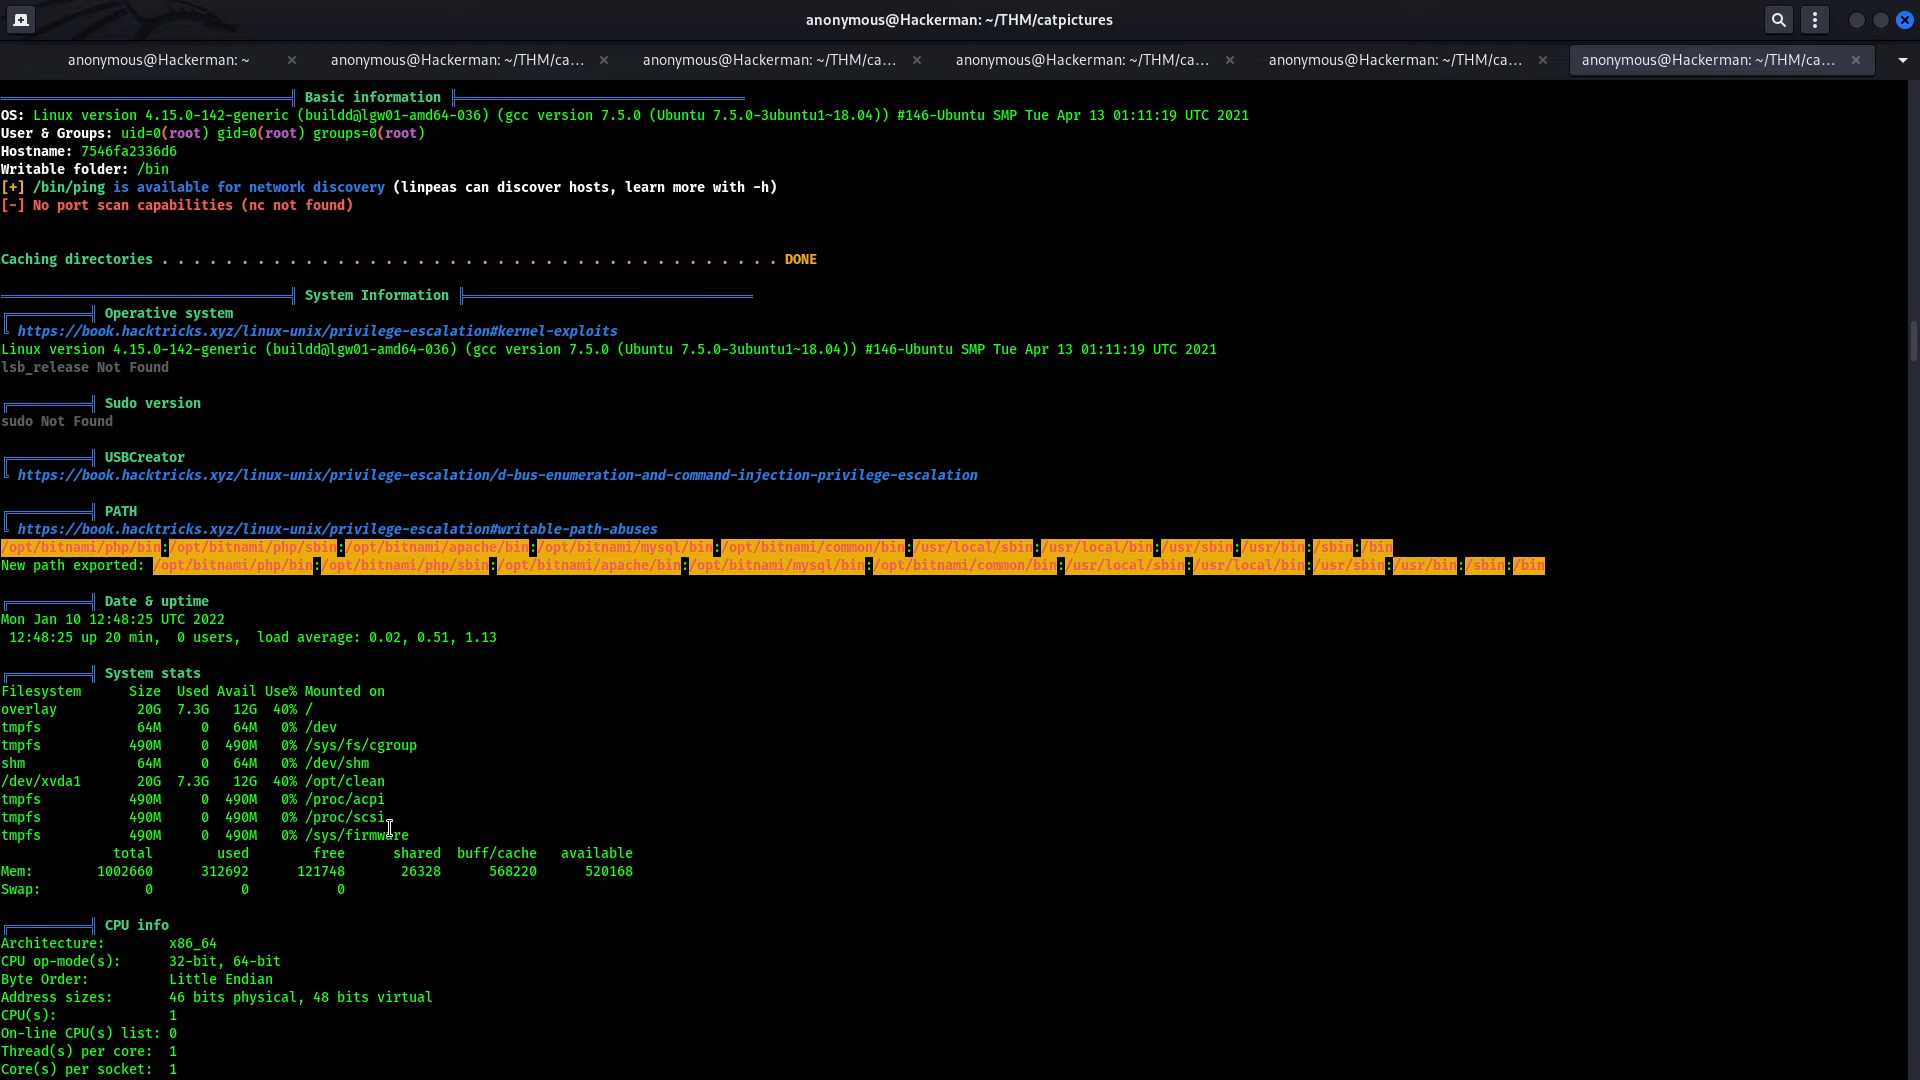 anonymous@Hackerman: ~/THM/catpictures
anonymous@Hackerman: ~
anonymous@Hackerman: ~/THM/ca...
anonymous@Hackerman: ~/THM/ca...
anonymous@Hackerman: ~/THM/ca...
anonymous@Hackerman: ~/THM/ca...
anonymous@Hackerman: ~/THM/ca...
Basic information
OS: Linux version 4.15.0-142-generic (buildd@lgw01-amd64-036) (gcc version 7.5.0 (Ubuntu 7.5.0-3ubuntu1~18.04)) #146-Ubuntu SMP Tue Apr 13 01:11:19 UTC 2021
User & Groups: uid=0(root) gid=0(root) groups=0(root)
Hostname: 7546fa2336d6
Writable folder: /bin
[+] /bin/ping is available for network discovery (linpeas can discover hosts, learn more with -h)
[-] No port scan capabilities (nc not found)
Caching directories . . . . . . . . . . . . . . . . . . . . . . . . . . . . . . . . . . . . . . . DONE
System Information
Operative system
https://book.hacktricks.xyz/linux-unix/privilege-escalation#kernel-exploits
Linux version 4.15.0-142-generic (buildd@lgw01-amd64-036) (gcc version 7.5.0 (Ubuntu 7.5.0-3ubuntu1~18.04)) #146-Ubuntu SMP Tue Apr 13 01:11:19 UTC 2021
lsb_release Not Found
Sudo version
sudo Not Found
USBCreator
https://book.hacktricks.xyz/linux-unix/privilege-escalation/d-bus-enumeration-and-command-injection-privilege-escalation
PATH
https://book.hacktricks.xyz/linux-unix/privilege-escalation#writable-path-abuses
/opt/bitnami/php/bin:/opt/bitnami/php/sbin:/opt/bitnami/apache/bin:/opt/bitnami/mysql/bin:/opt/bitnami/common/bin:/usr/local/sbin:/usr/local/bin:/usr/sbin:/usr/bin:/sbin:/bin
New path exported: /opt/bitnami/php/bin:/opt/bitnami/php/sbin:/opt/bitnami/apache/bin:/opt/bitnami/mysql/bin:/opt/bitnami/common/bin:/usr/local/sbin:/usr/local/bin:/usr/sbin:/usr/bin:/sbin:/bin
Date & uptime
Mon Jan 10 12:48:25 UTC 2022
12:48:25 up 20 min,  0 users,  load average: 0.02, 0.51, 1.13
System stats
Filesystem      Size  Used Avail Use% Mounted on
overlay          20G  7.3G   12G  40% /
tmpfs            64M     0   64M   0% /dev
tmpfs           490M     0  490M   0% /sys/fs/cgroup
shm              64M     0   64M   0% /dev/shm
/dev/xvda1       20G  7.3G   12G  40% /opt/clean
tmpfs           490M     0  490M   0% /proc/acpi
tmpfs           490M     0  490M   0% /proc/scsi
tmpfs           490M     0  490M   0% /sys/firmware
total        used        free      shared  buff/cache   available
Mem:        1002660      312692      121748       26328      568220      520168
Swap:             0           0           0
CPU info
Architecture:        x86_64
CPU op-mode(s):      32-bit, 64-bit
Byte Order:          Little Endian
Address sizes:       46 bits physical, 48 bits virtual
CPU(s):              1
On-line CPU(s) list: 0
Thread(s) per core:  1
Core(s) per socket:  1